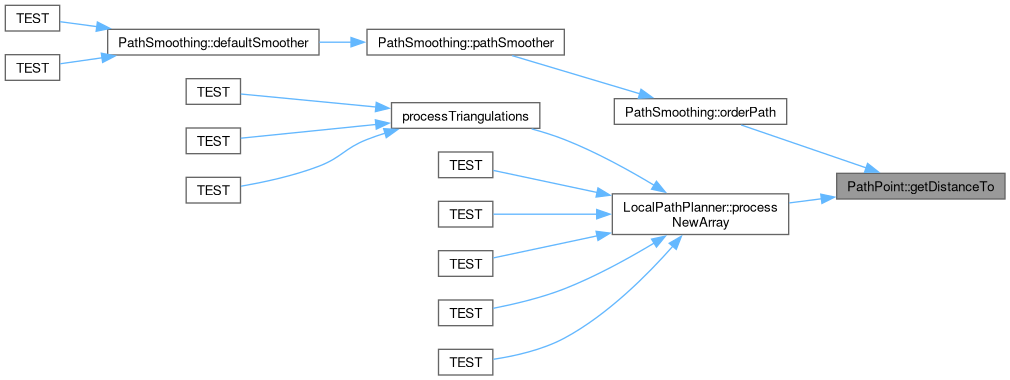 TEST
PathSmoothing::defaultSmoother
PathSmoothing::pathSmoother
TEST
TEST
processTriangulations
PathSmoothing::orderPath
TEST
TEST
PathPoint::getDistanceTo
TEST
TEST
LocalPathPlanner::process
NewArray
TEST
TEST
TEST
TEST